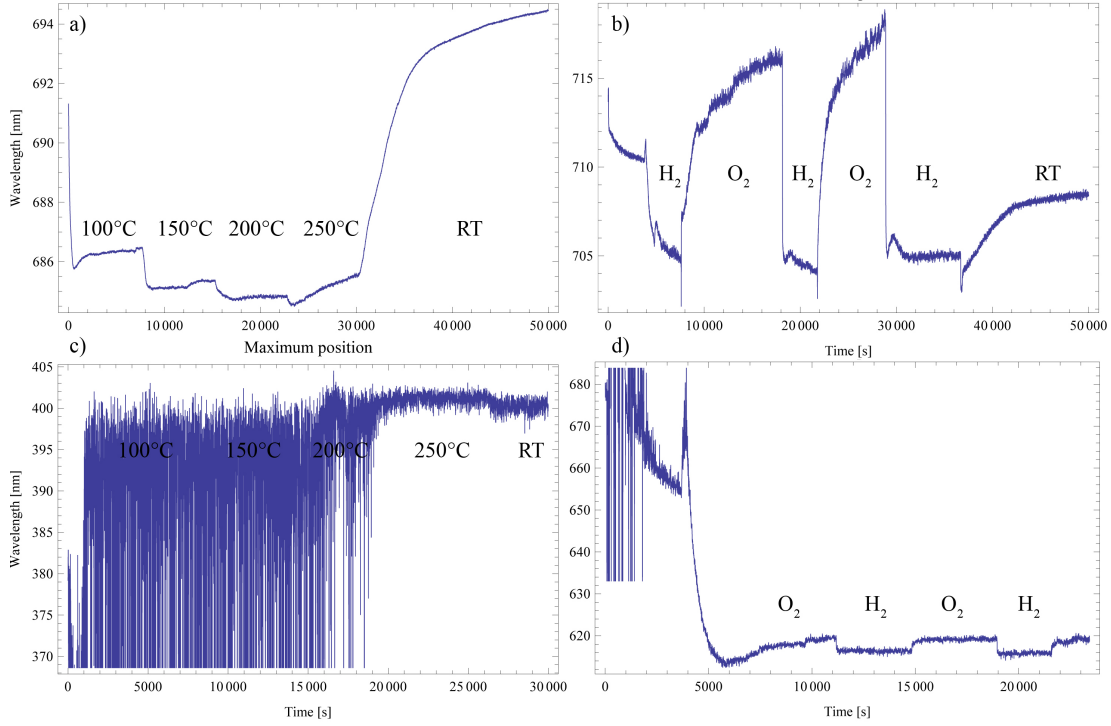 a)
694
692
690
688
686
Wavelength [nm]
100°C 150°C 200°C 250°C RT
0 10 000 20 000 30 000 40 000 50 000
b)
715
710
705
H2 O2 H2 O2 H2 RT
0 10 000 20 000 30 000 40 000 50 000
Time [s]
c) Maximum position
405
400
395
390
385
380
375
370
Wavelength [nm]
100°C 150°C 200°C 250°C RT
0 5000 10 000 15 000 20 000 25 000 30 000
Time [s]
d)
680
670
660
650
640
630
620
O2 H2 O2 H2
0 5000 10 000 15 000 20 000
Time [s]